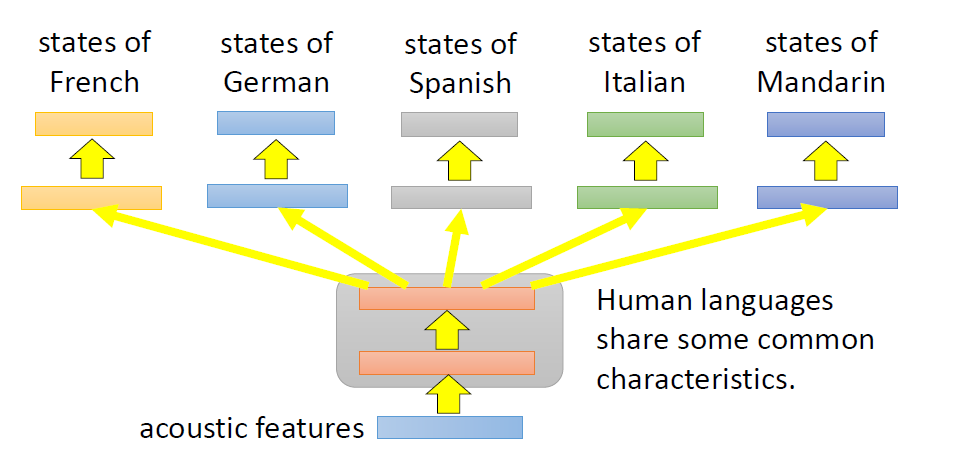 states of
French
states of
German
states of
Spanish
states of
Italian
states of
Mandarin
Human languages
share some common
characteristics.
acoustic features